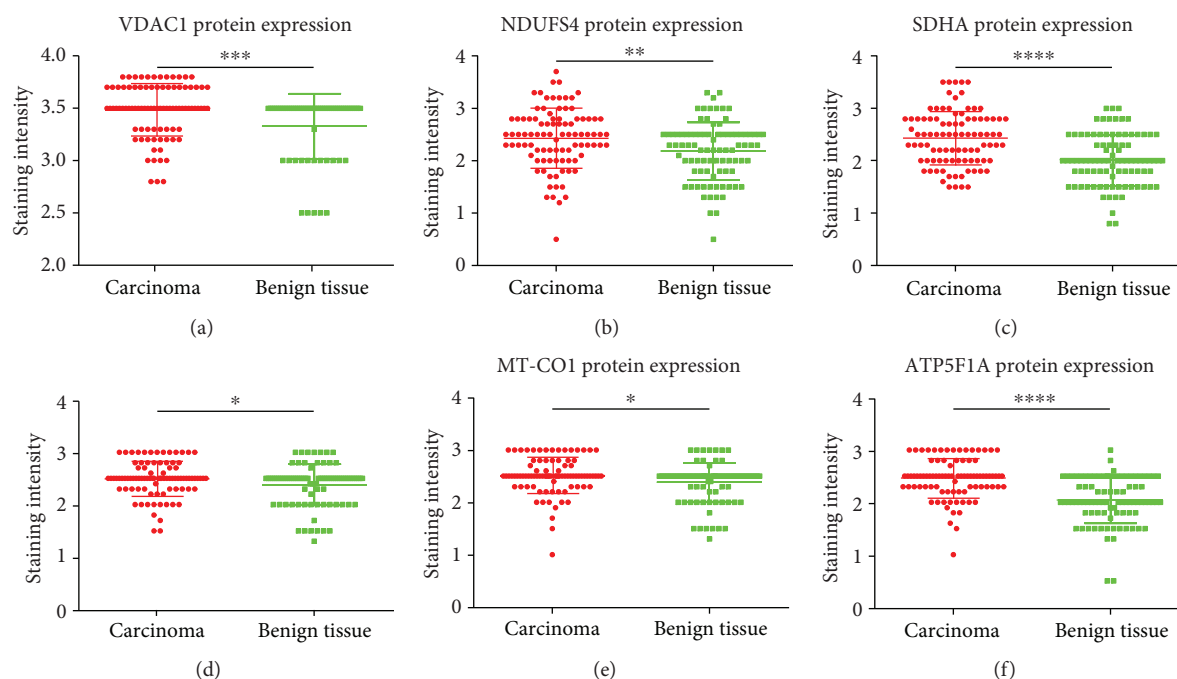 VDAC1 protein expression
***
4.0
3.5
3.0
2.5
2.0
Staining intensity
Carcinoma
Benign tissue
(a)
NDUFS4 protein expression
**
4
3
2
1
0
Staining intensity
Carcinoma
Benign tissue
(b)
SDHA protein expression
****
4
3
2
1
0
Staining intensity
Carcinoma
Benign tissue
(c)
*
4
3
2
1
0
Staining intensity
Carcinoma
Benign tissue
(d)
MT-CO1 protein expression
*
4
3
2
1
0
Staining intensity
Carcinoma
Benign tissue
(e)
ATP5F1A protein expression
****
4
3
2
1
0
Staining intensity
Carcinoma
Benign tissue
(f)